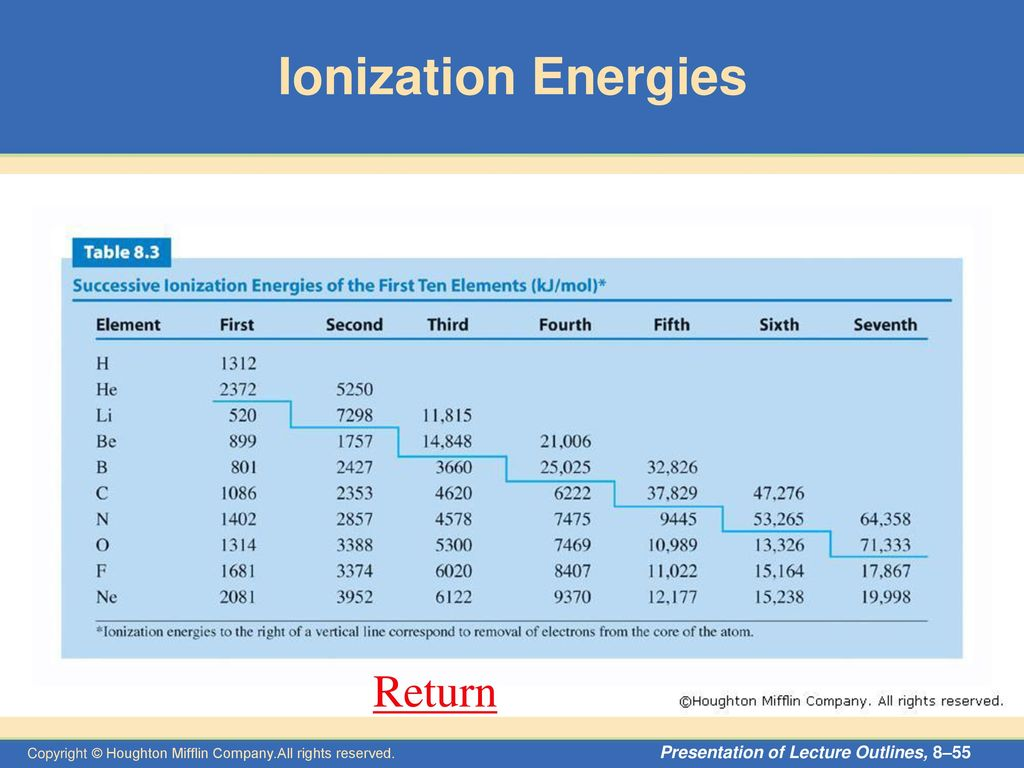 Ionization Energies
Table 8.3
Successive Ionization Energies of the First Ten Elements (kJ/mol)*
Element First Second Third Fourth Fifth Sixth Seventh
H 1312
He 2372 5250
Li 520 7298 11,815
Be 899 1757 14,848 21,006
B 801 2427 3660 25,025 32,826
C 1086 2353 4620 6222 37,829 47,276
N 1402 2857 4578 7475 9445 53,265 64,358
O 1314 3388 5300 7469 10,989 13,326 71,333
F 1681 3374 6020 8407 11,022 15,164 17,867
Ne 2081 3952 6122 9370 12,177 15,238 19,998
*Ionization energies to the right of a vertical line correspond to removal of electrons from the core of the atom.
Return
©Houghton Mifflin Company. All rights reserved.
Copyright © Houghton Mifflin Company.All rights reserved.
Presentation of Lecture Outlines, 8–55